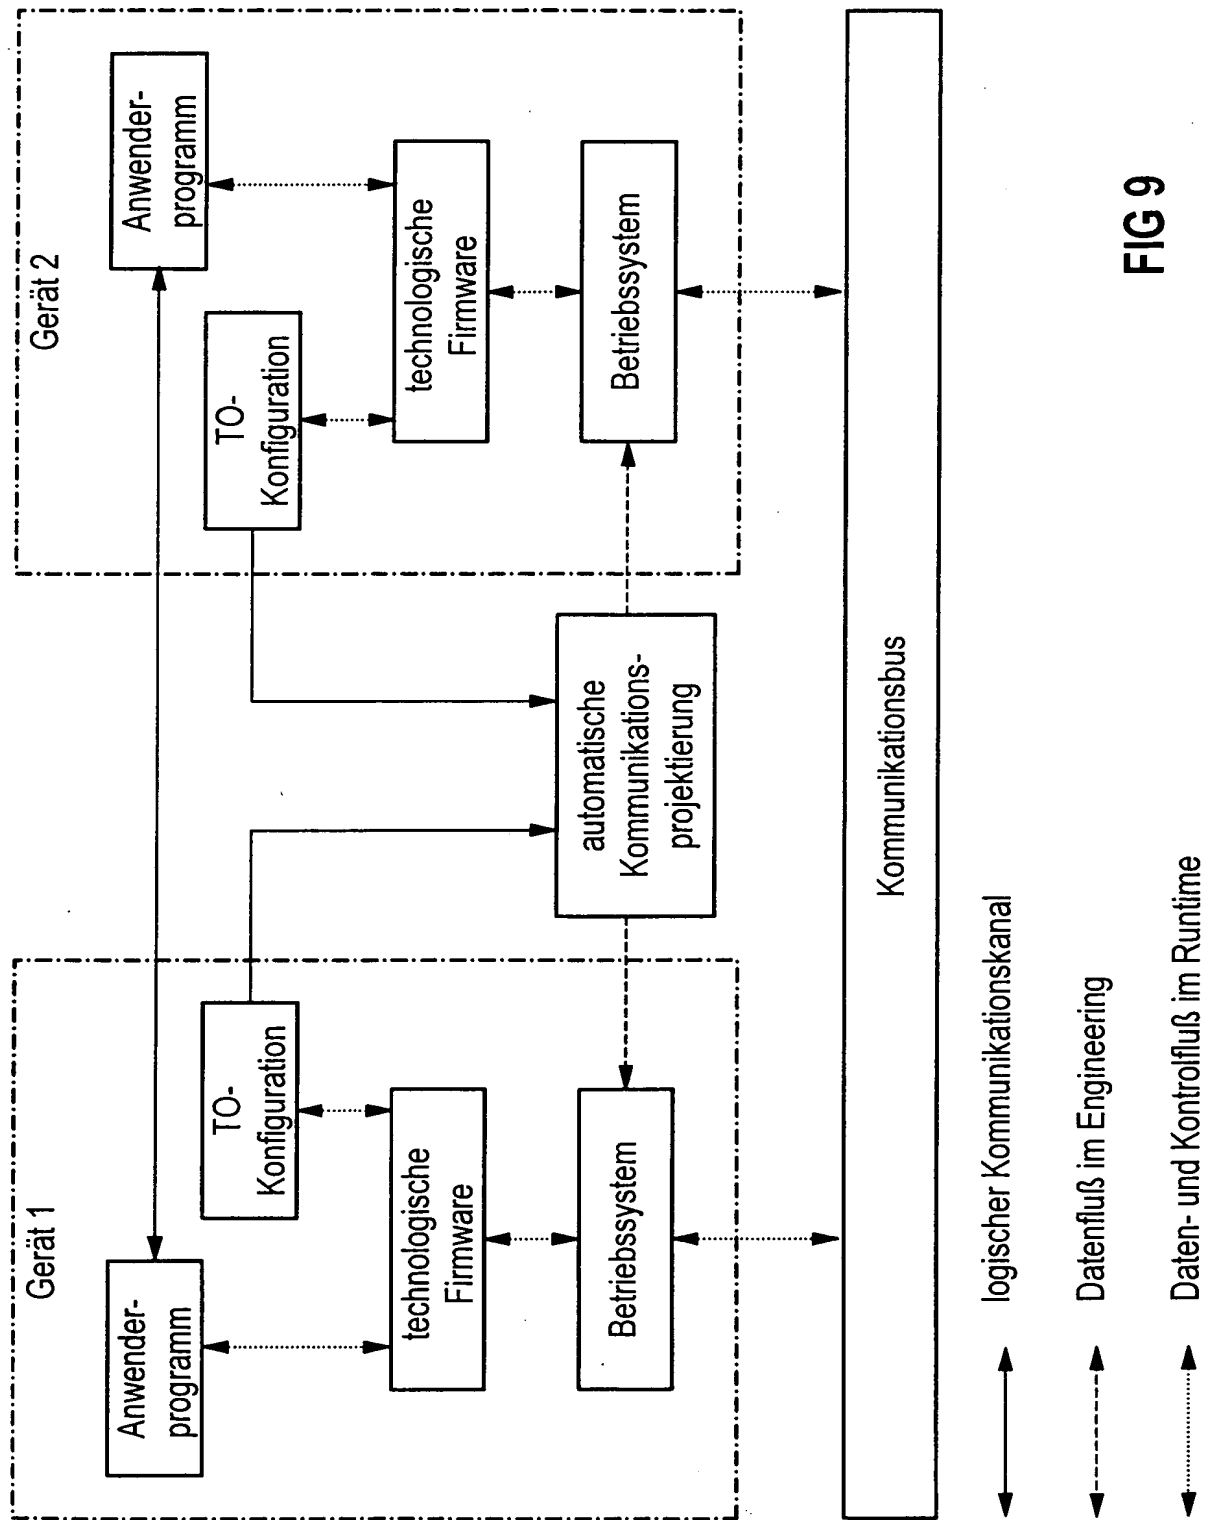 Gerät 1
Gerät 2
Anwender-
programm
TO-
Konfiguration
technologische
Firmware
Betriebssystem
automatische
Kommunikations-
projektierung
Anwender-
programm
TO-
Konfiguration
technologische
Firmware
Betriebssystem
Kommunikationsbus
logischer Kommunikationskanal
Datenfluß im Engineering
Daten- und Kontrolfluß im Runtime
FIG 9